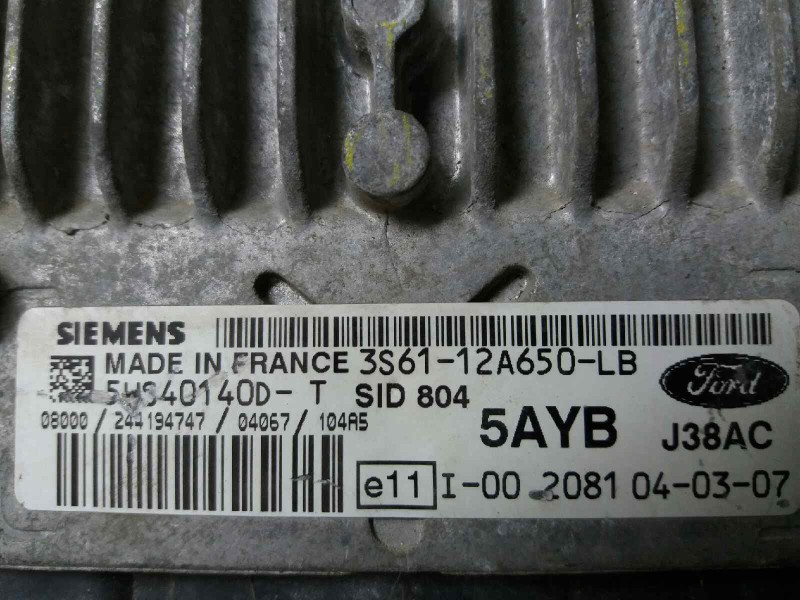 SIEMENS
MADE IN FRANCE 3S61-12A650-LB
5WS40140D-T SID 804
Ford
08000/244194747/04067/104A5
5AYB
J38AC
e11 I-00 2081 04-03-07